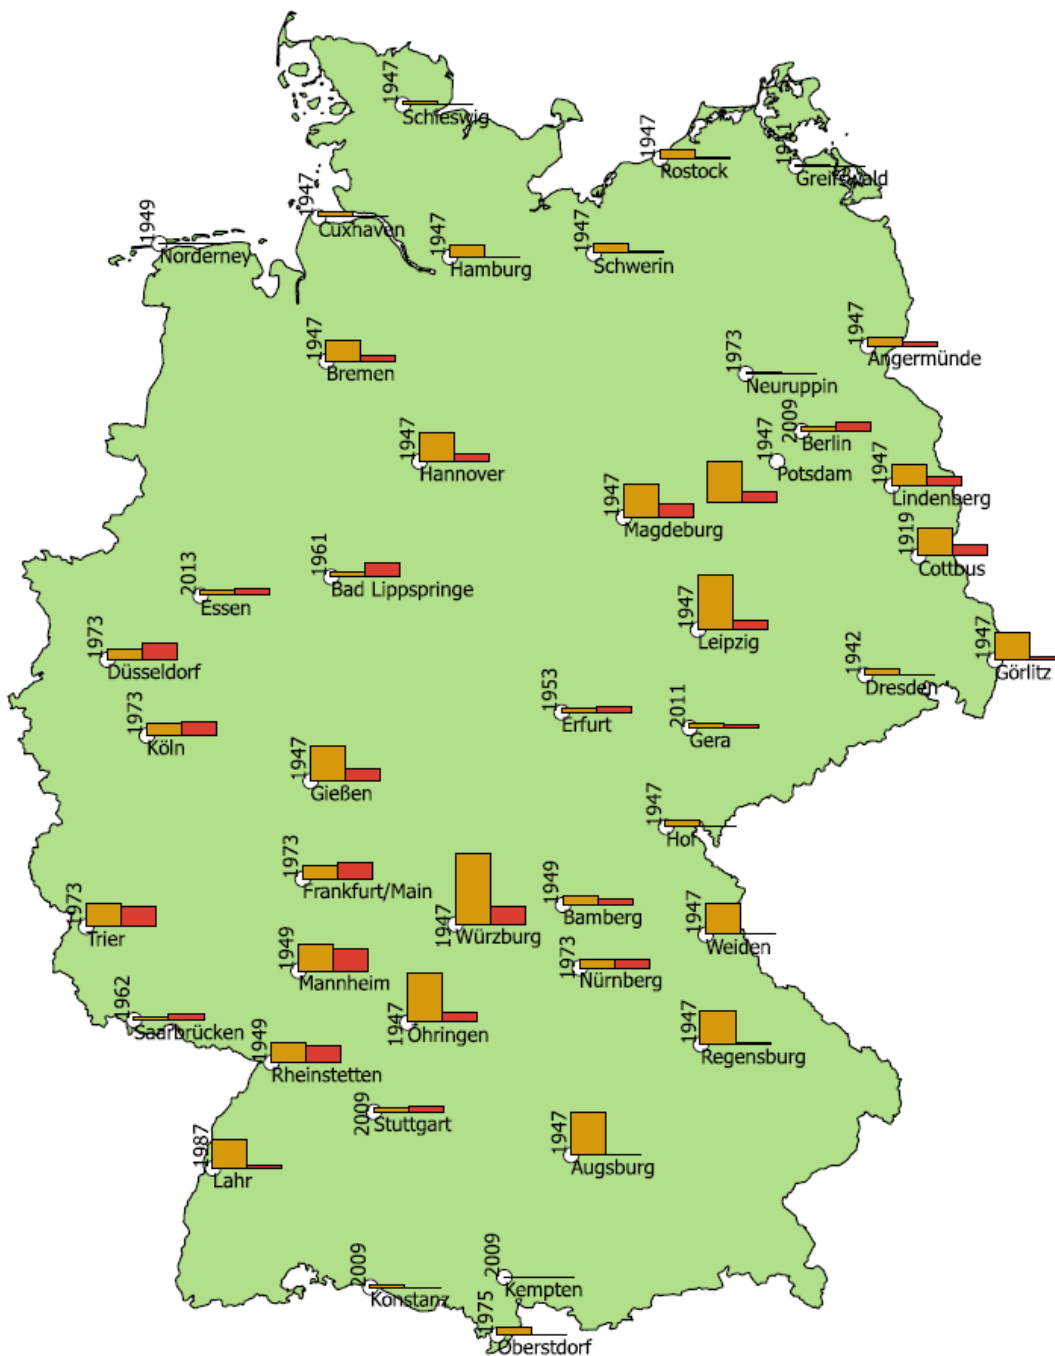 1947
Schleswig
1947
Rostock
Greifswald
1947
Cuxhaven
1949
Norderney
1947
Hamburg
1947
Schwerin
1947
Bremen
1947
Angermünde
1973
Neuruppin
2009
Berlin
1947
Potsdam
1947
Hannover
1947
Lindenberg
1947
Magdeburg
1919
Cottbus
1961
Bad Lippspringe
2013
Essen
1947
Leipzig
1973
Düsseldorf
1942
Dresden
1947
Görlitz
1973
Köln
1953
Erfurt
2011
Gera
1947
Gießen
1947
Hof
1973
Frankfurt/Main
1973
Trier
1947
Würzburg
1949
Bamberg
1947
Weiden
1949
Mannheim
1973
Nürnberg
1962
Saarbrücken
1947
Öhringen
1947
Regensburg
1949
Rheinstetten
2009
Stuttgart
1987
Lahr
1947
Augsburg
2009
Konstanz
2009
Kempten
1975
Oberstdorf